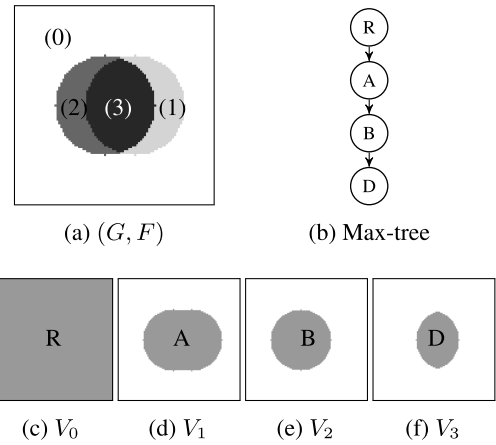 (0)
(2) (3) (1)
R
A
B
D
(a) (G, F)
(b) Max-tree
R
A
B
D
(c) V₀
(d) V₁
(e) V₂
(f) V₃